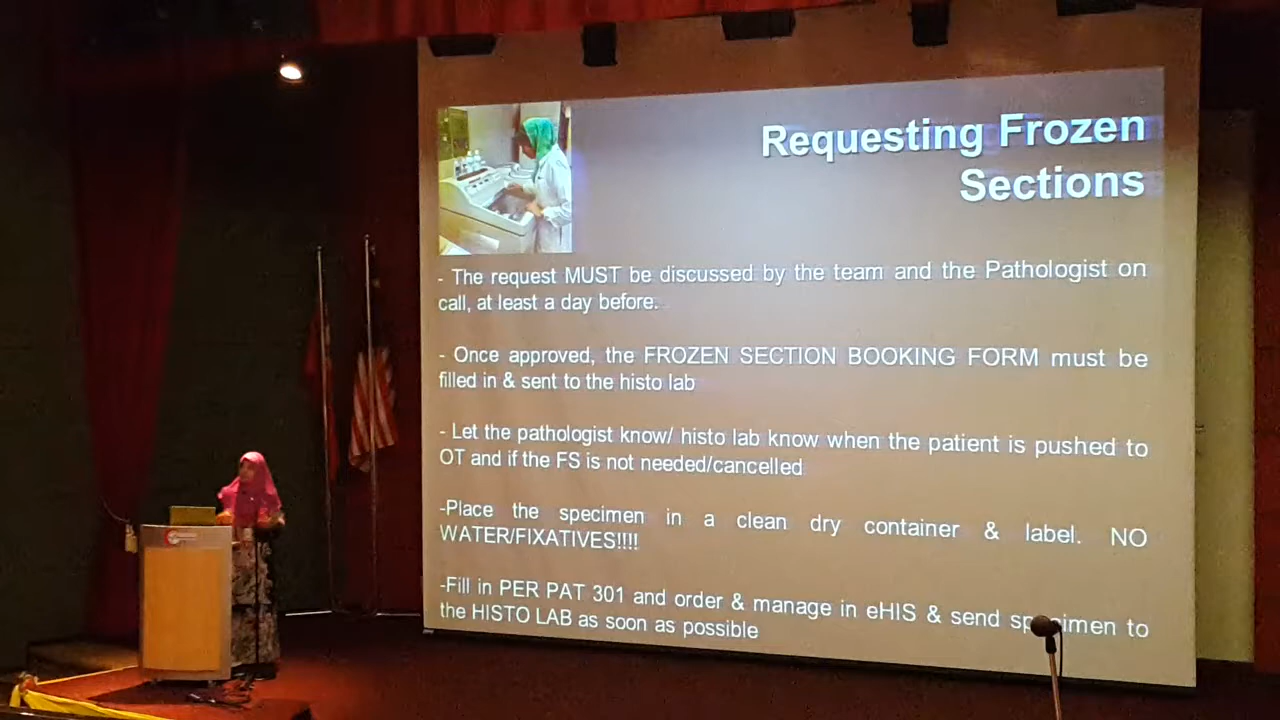 Requesting Frozen
Sections
- The request MUST be discussed by the team and the Pathologist on
call, at least a day before.
- Once approved, the FROZEN SECTION BOOKING FORM must be
filled in & sent to the histo lab
- Let the pathologist know/ histo lab know when the patient is pushed to
OT and if the FS is not needed/cancelled
-Place the specimen in a clean dry container & label. NO
WATER/FIXATIVES!!!!
-Fill in PER PAT 301 and order & manage in eHIS & send specimen to
the HISTO LAB as soon as possible